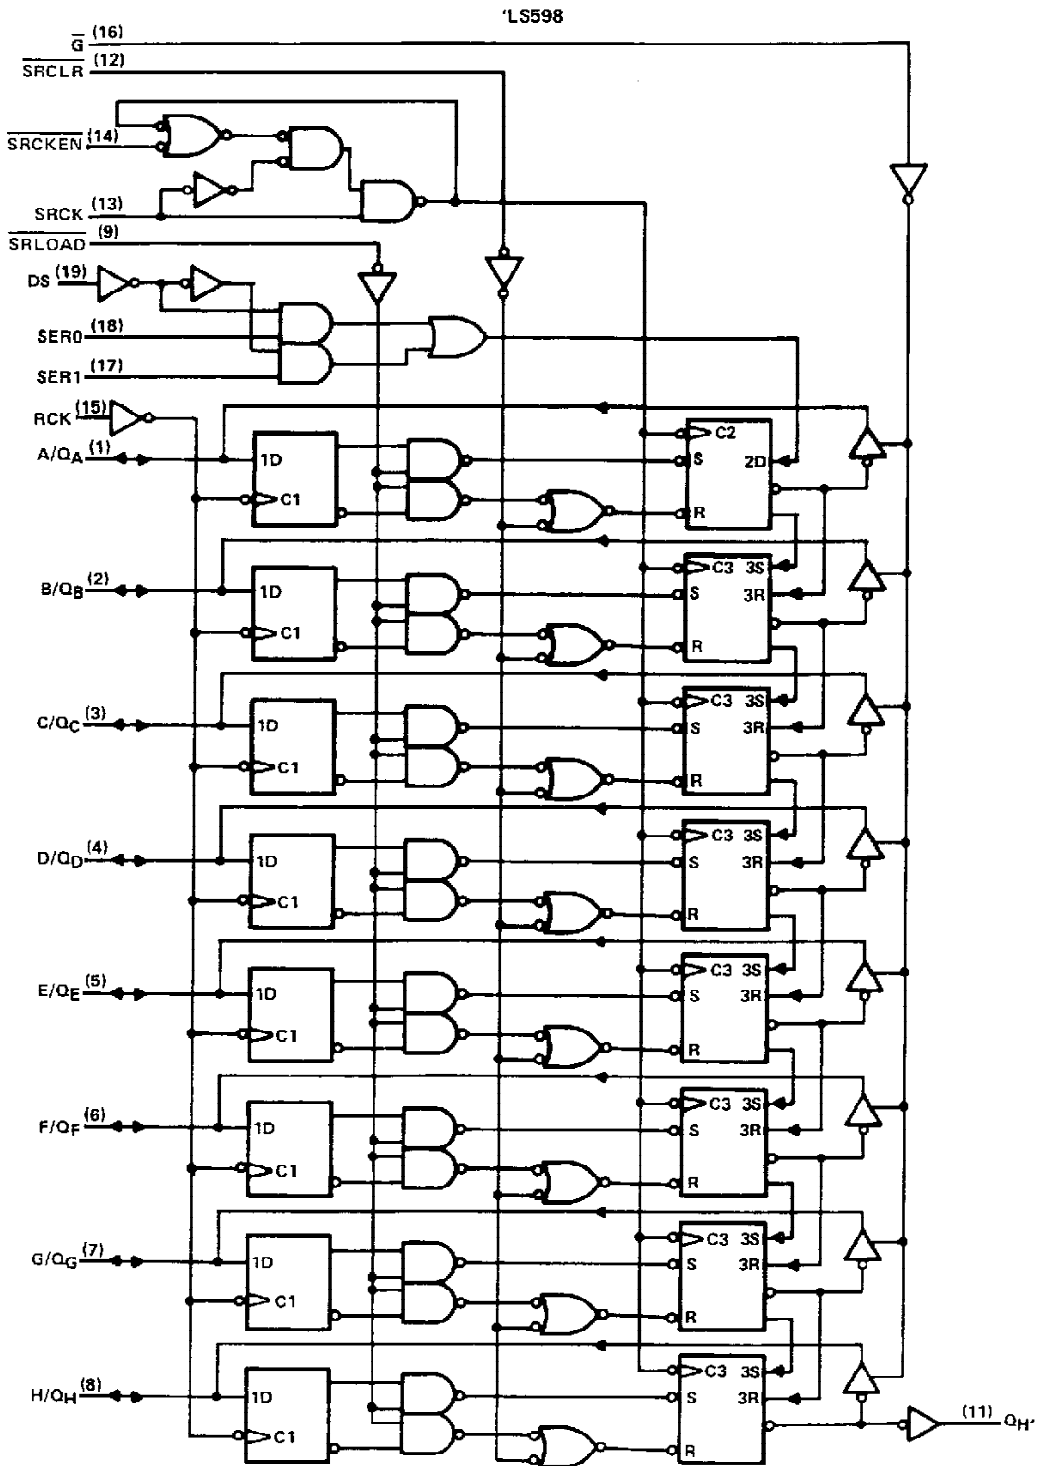 'LS598
G (16)
SRCLR (12)
SRCKEN (14)
SRCK (13)
SRLOAD (9)
DS (19)
SER0 (18)
SER1 (17)
RCK (15)
A/QA (1)
1D
C1
C2
S
2D
R
B/QB (2)
1D
C1
C3 3S
S
3R
R
C/QC (3)
1D
C1
C3 3S
S
3R
R
D/QD (4)
1D
C1
C3 3S
S
3R
R
E/QE (5)
1D
C1
C3 3S
S
3R
R
F/QF (6)
1D
C1
C3 3S
S
3R
R
G/QG (7)
1D
C1
C3 3S
S
3R
R
H/QH (8)
1D
C1
C3 3S
S
3R
R
(11) QH'